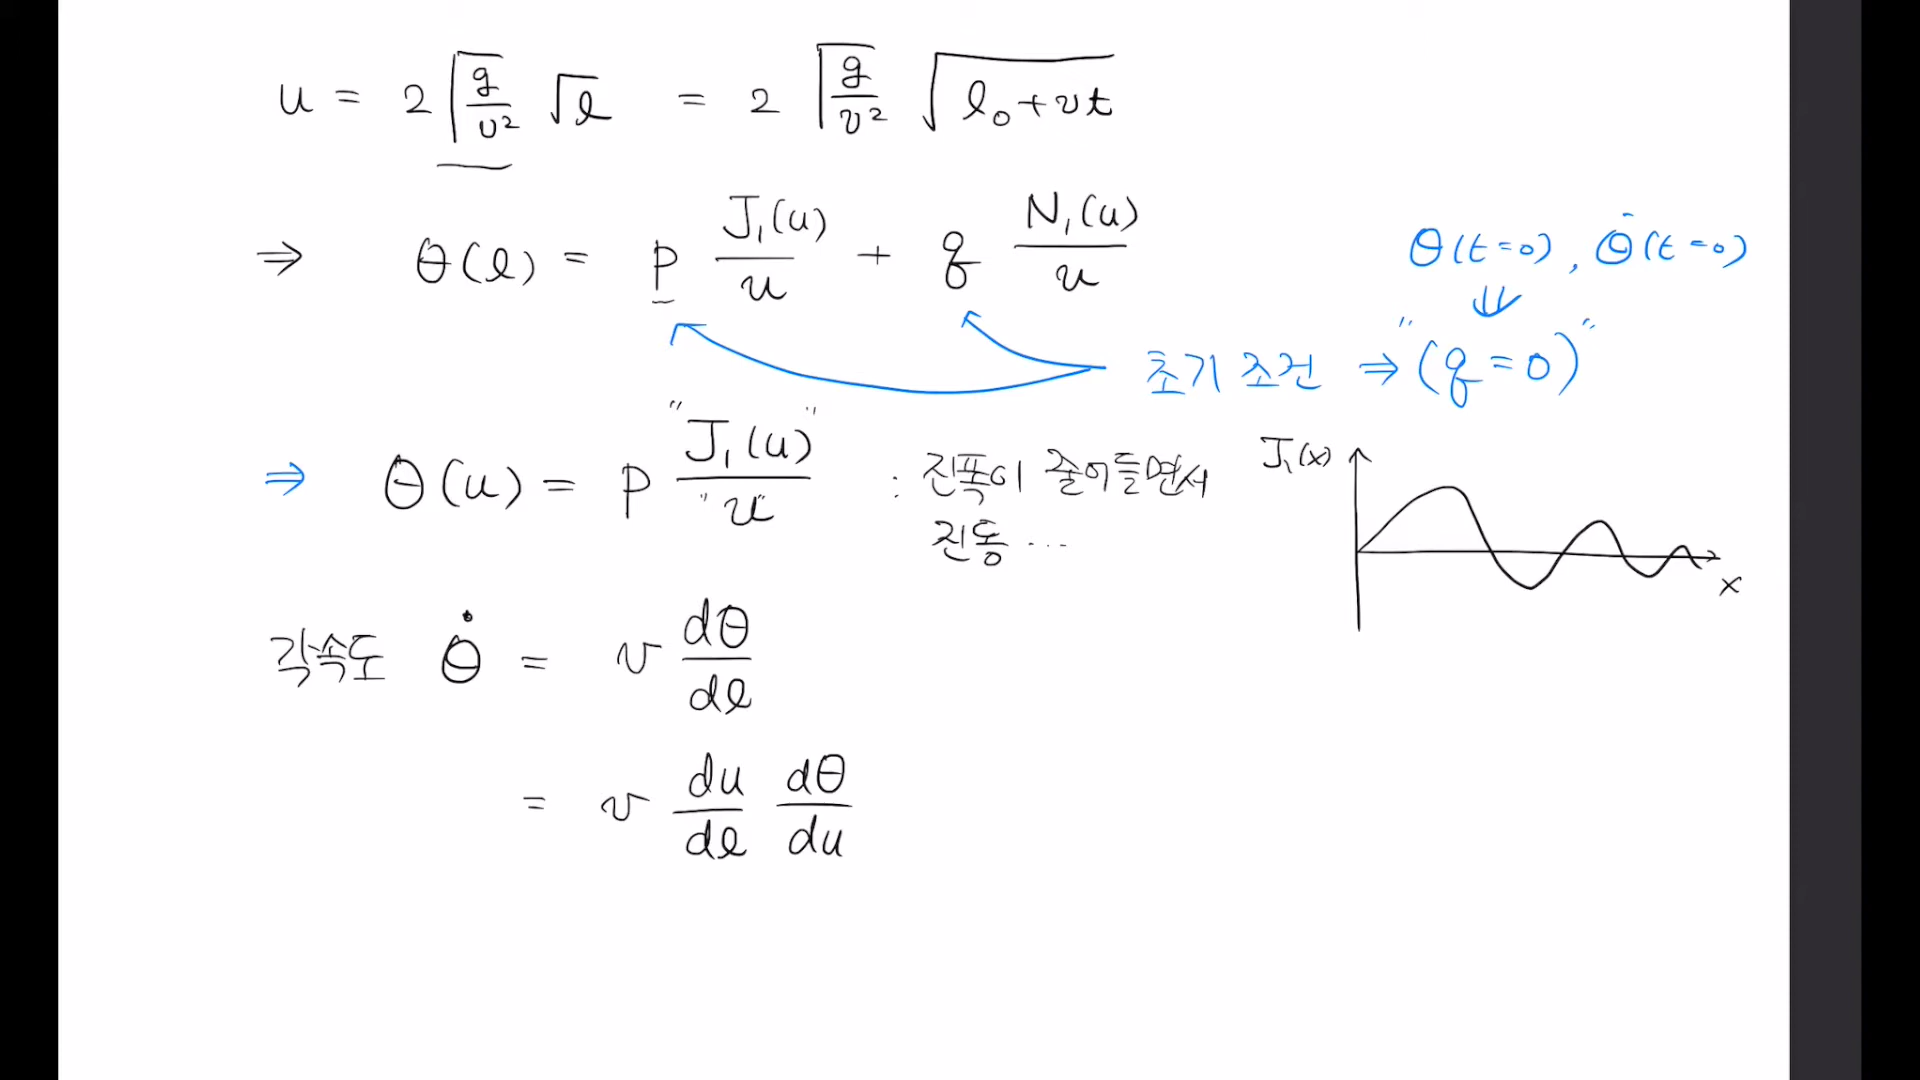 u = 2 √(g/v²) √l = 2 √(g/v²) √(l₀+vt)
⇒ θ(l) = p J₁(u)/u + q N₁(u)/u
θ(t=0), θ̇(t=0)
⇓
초기 조건 ⇒ "(q=0)"
⇒ θ(u) = p "J₁(u)"/"u" : 진폭이 줄어들면서
진동 ...
J₁(x)
x
각속도 θ̇ = v dθ/dl
= v du/dl dθ/du